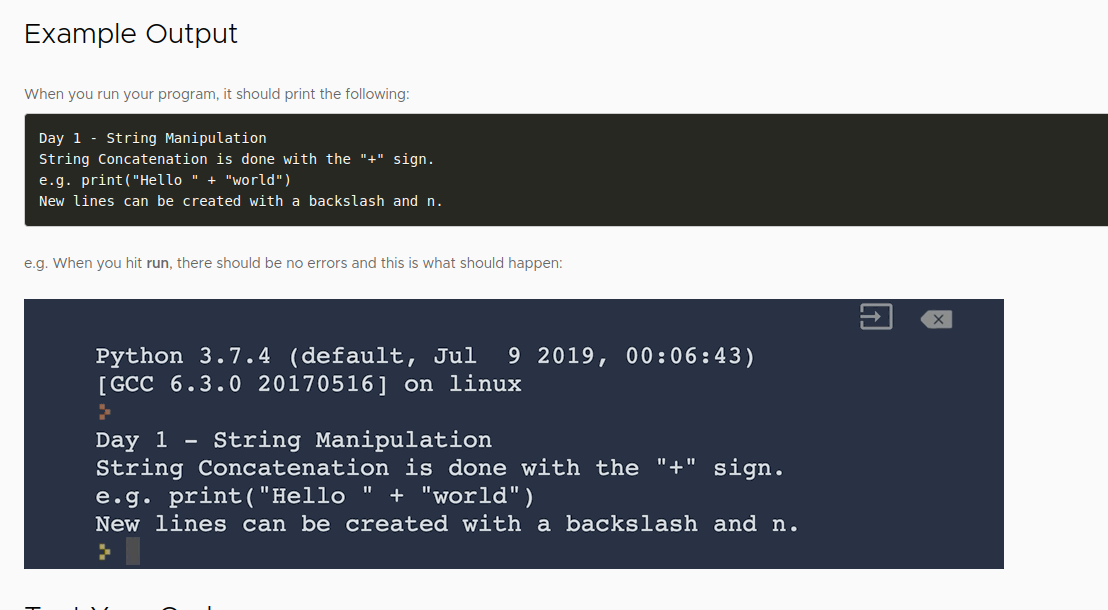 Example Output
When you run your program, it should print the following:
Day 1 - String Manipulation
String Concatenation is done with the "+" sign.
e.g. print("Hello " + "world")
New lines can be created with a backslash and n.
e.g. When you hit run, there should be no errors and this is what should happen:
Python 3.7.4 (default, Jul  9 2019, 00:06:43)
[GCC 6.3.0 20170516] on linux
Day 1 - String Manipulation
String Concatenation is done with the "+" sign.
e.g. print("Hello " + "world")
New lines can be created with a backslash and n.